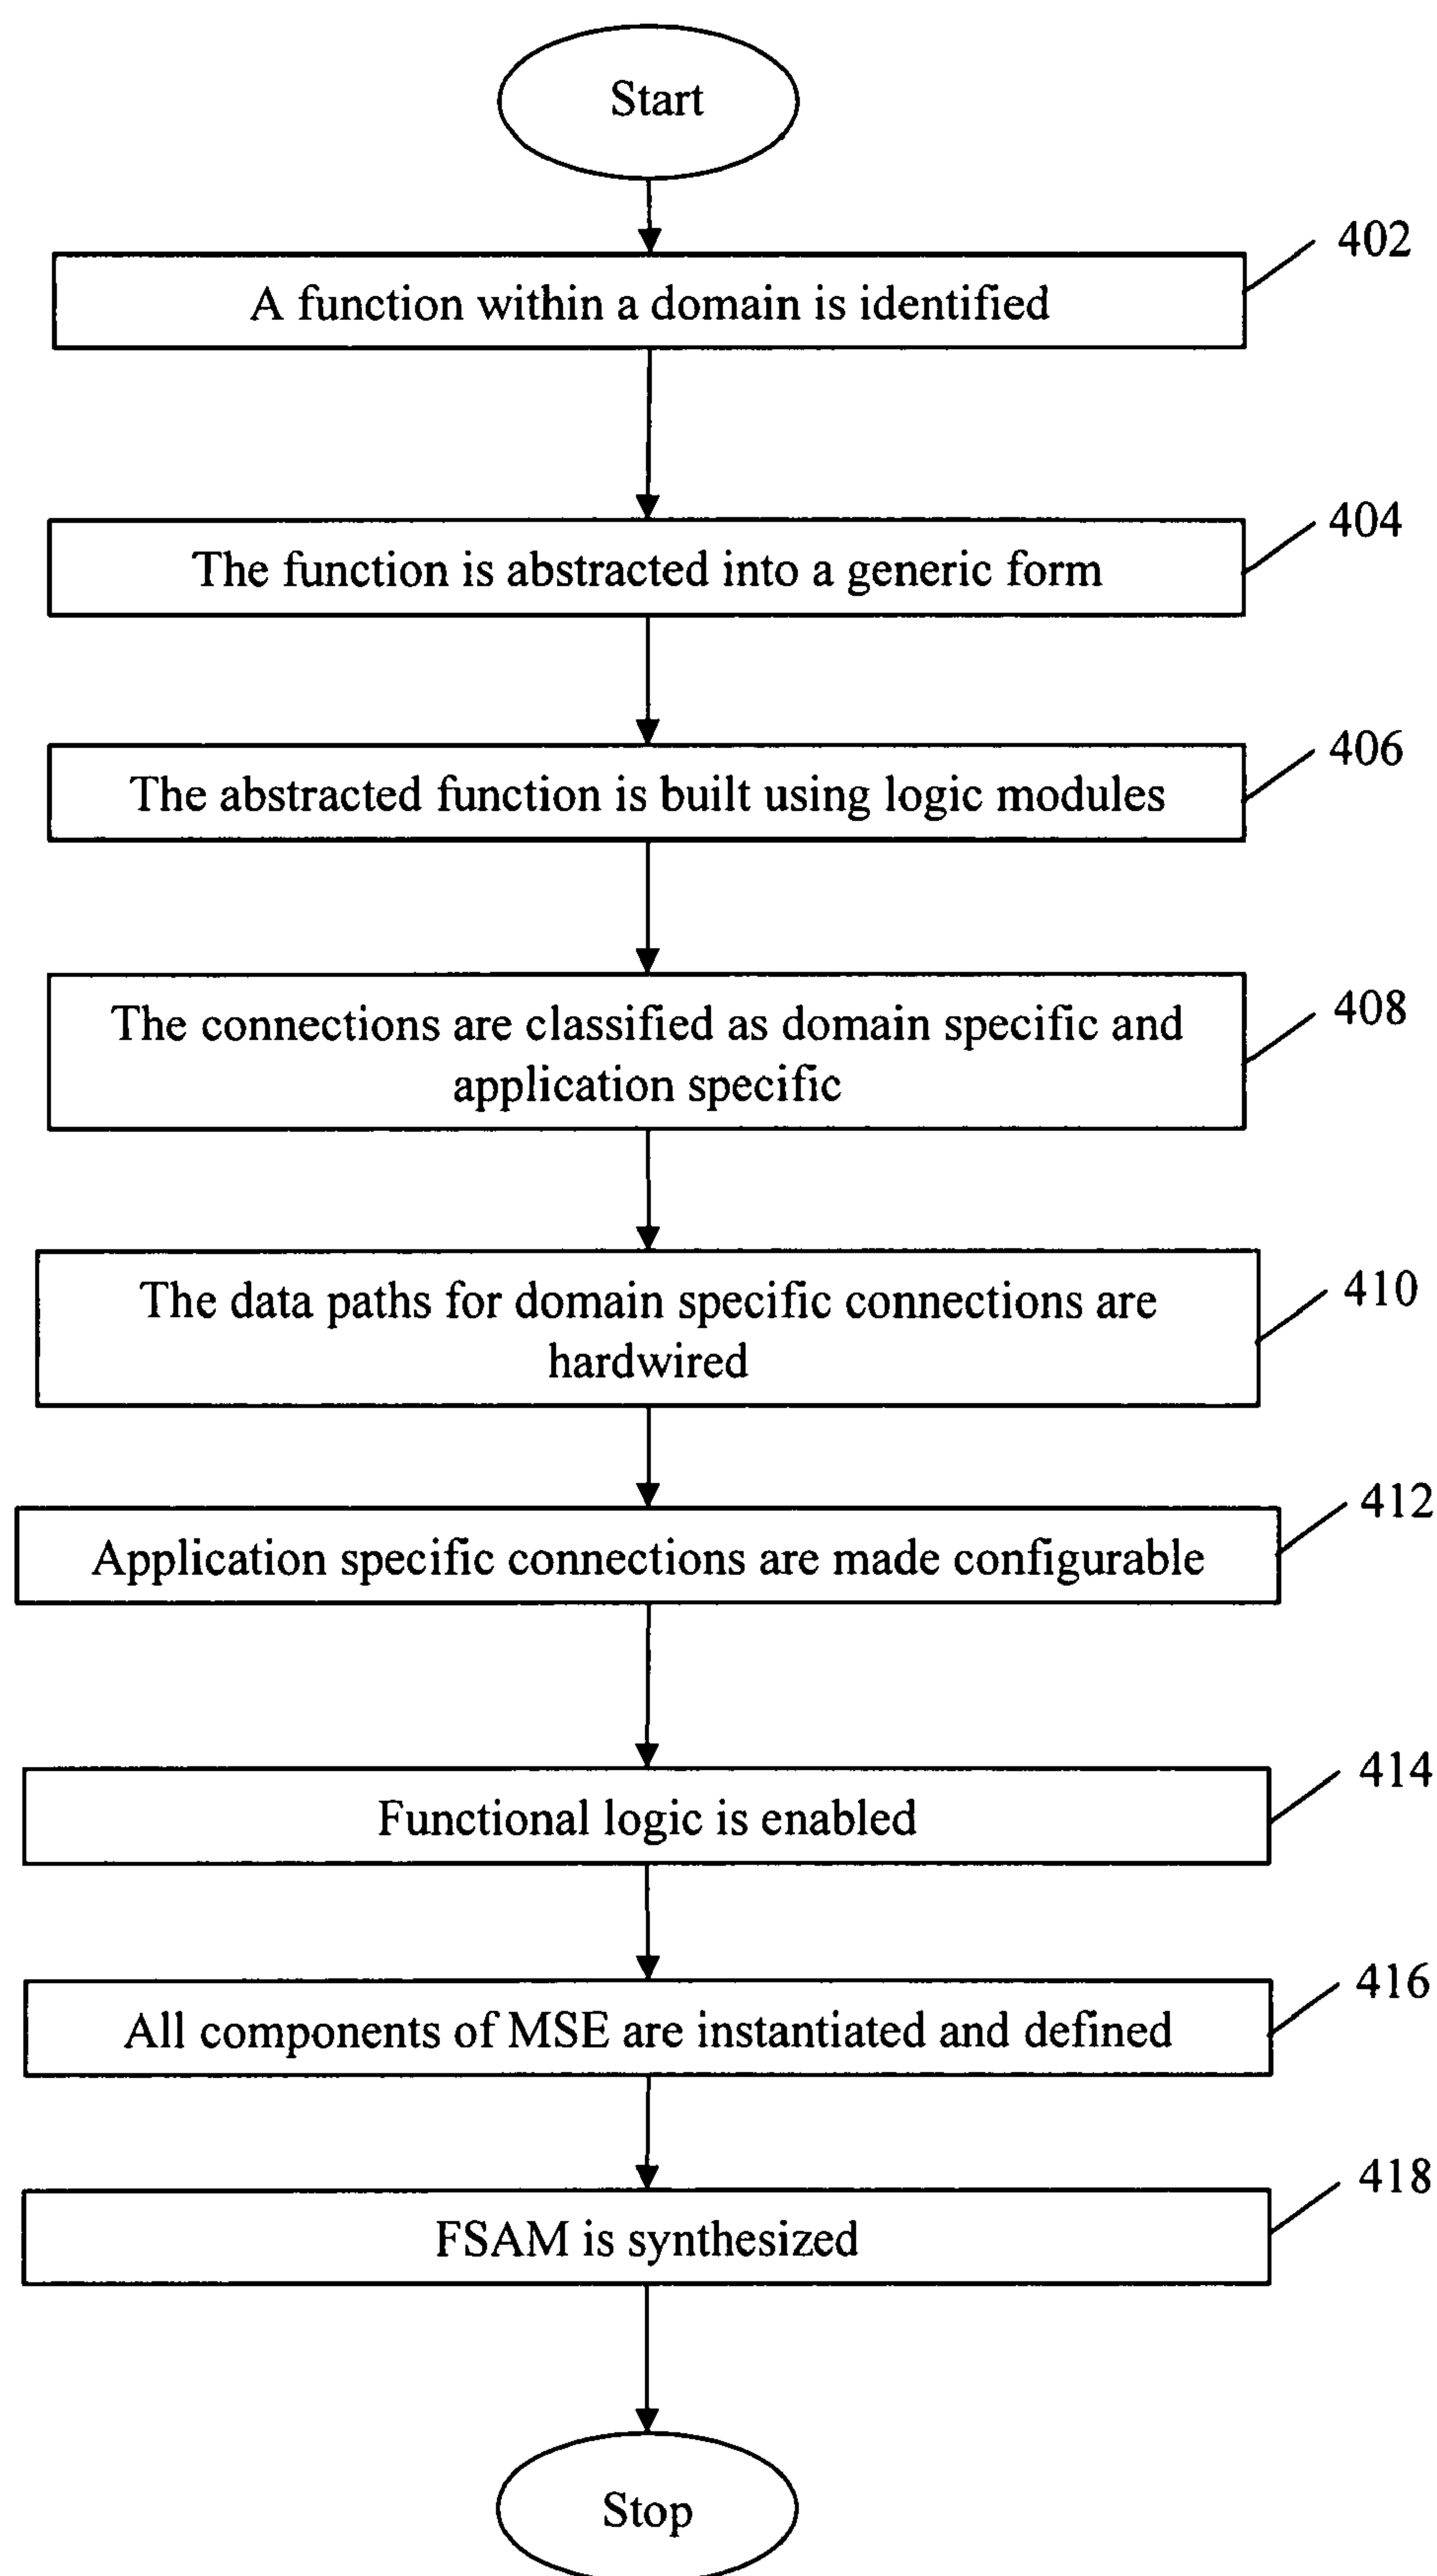 Start
402
A function within a domain is identified
404
The function is abstracted into a generic form
406
The abstracted function is built using logic modules
408
The connections are classified as domain specific and
application specific
410
The data paths for domain specific connections are
hardwired
412
Application specific connections are made configurable
414
Functional logic is enabled
416
All components of MSE are instantiated and defined
418
FSAM is synthesized
Stop